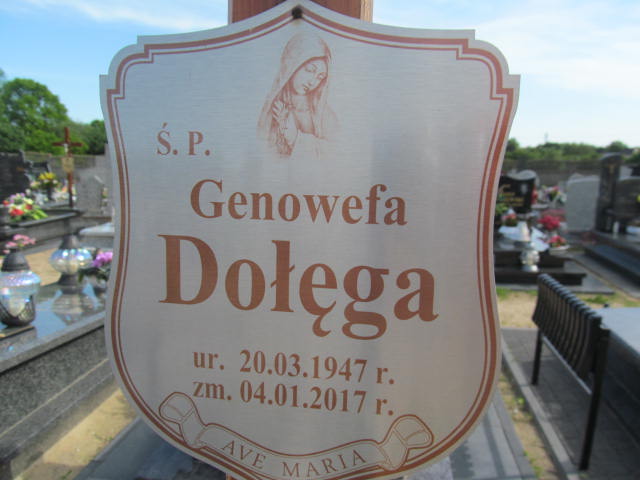 Ś. P.
Genowefa
Dołęga
ur. 20.03.1947 r.
zm. 04.01.2017 r.
AVE MARIA